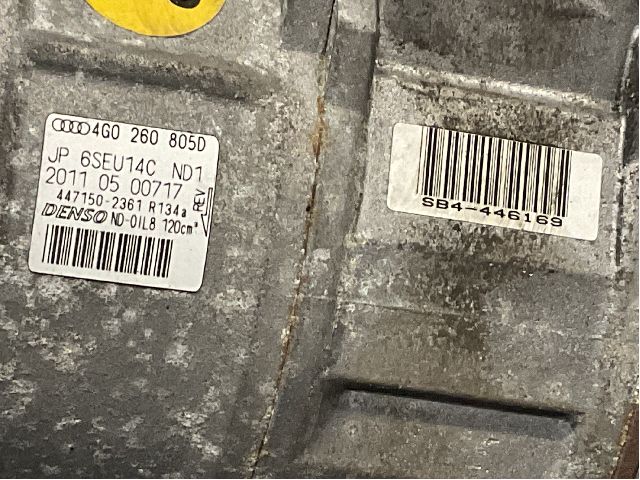 4G0 260 805D
JP 6SEU14C ND1
2011 05 00717
REV
447150-2361 R134a
DENSO ND-OIL8 120cm³
SB4-446169